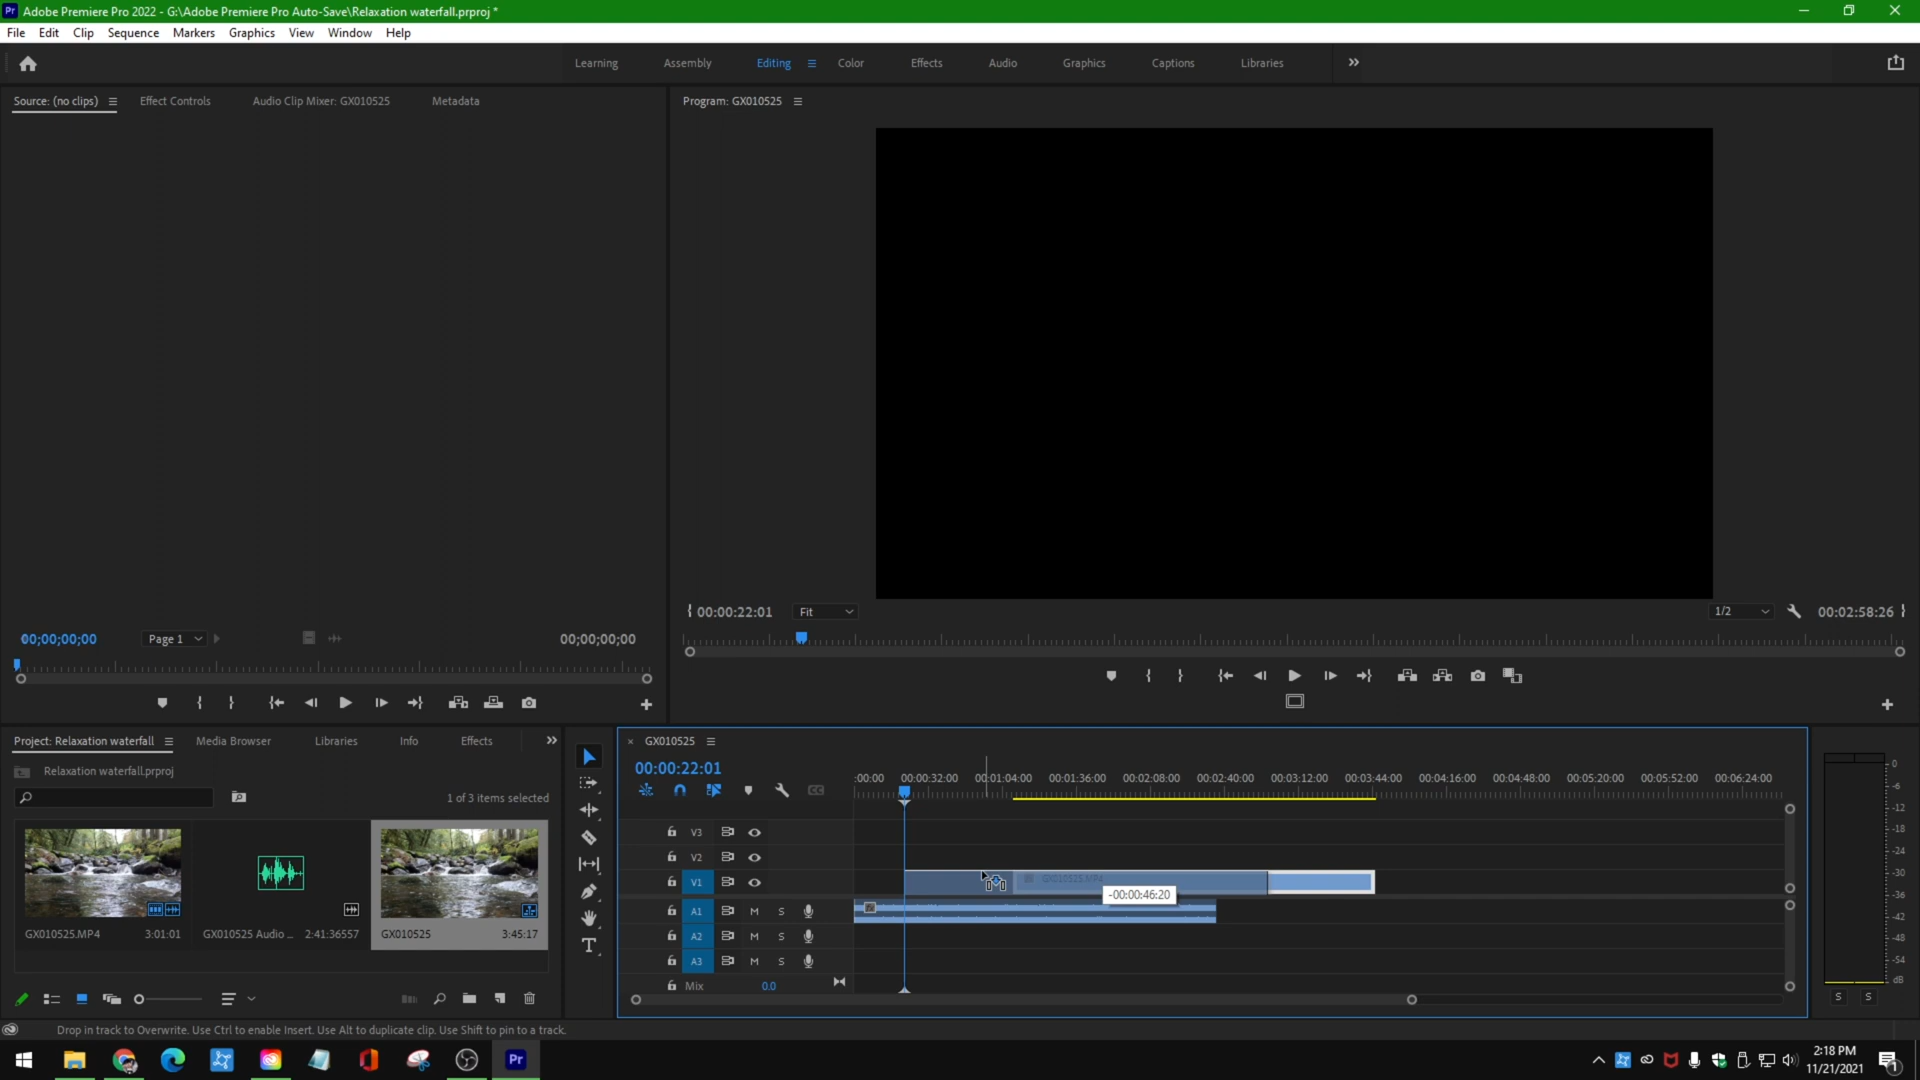 Pr Adobe Premiere Pro 2022 - G:\Adobe Premiere Pro Auto-Save\Relaxation waterfall.prproj *
File Edit Clip Sequence Markers Graphics View Window Help
Learning Assembly Editing Color Effects Audio Graphics Captions Libraries
Source: (no clips) Effect Controls Audio Clip Mixer: GX010525 Metadata
Program: GX010525
00:00:22:01 Fit 1/2 00:02:58:26
00;00;00;00 Page 1 00;00;00;00
Project: Relaxation waterfall Media Browser Libraries Info Effects
Relaxation waterfall.prproj
1 of 3 items selected
GX010525.MP4 3:01:01
GX010525 Audio ... 2:41:36557
GX010525 3:45:17
GX010525
00:00:22:01
:00:00 00:00:32:00 00:01:04:00 00:01:36:00 00:02:08:00 00:02:40:00 00:03:12:00 00:03:44:00 00:04:16:00 00:04:48:00 00:05:20:00 00:05:52:00 00:06:24:00
V3
V2
V1
GX010525.MP4
-00:00:46:20
A1 M S
A2 M S
A3 M S
Mix 0.0
0
-6
-12
-18
-24
-30
-36
-42
-48
-54
dB
S S
Drop in track to Overwrite. Use Ctrl to enable Insert. Use Alt to duplicate clip. Use Shift to pin to a track.
Pr
2:18 PM
11/21/2021
1